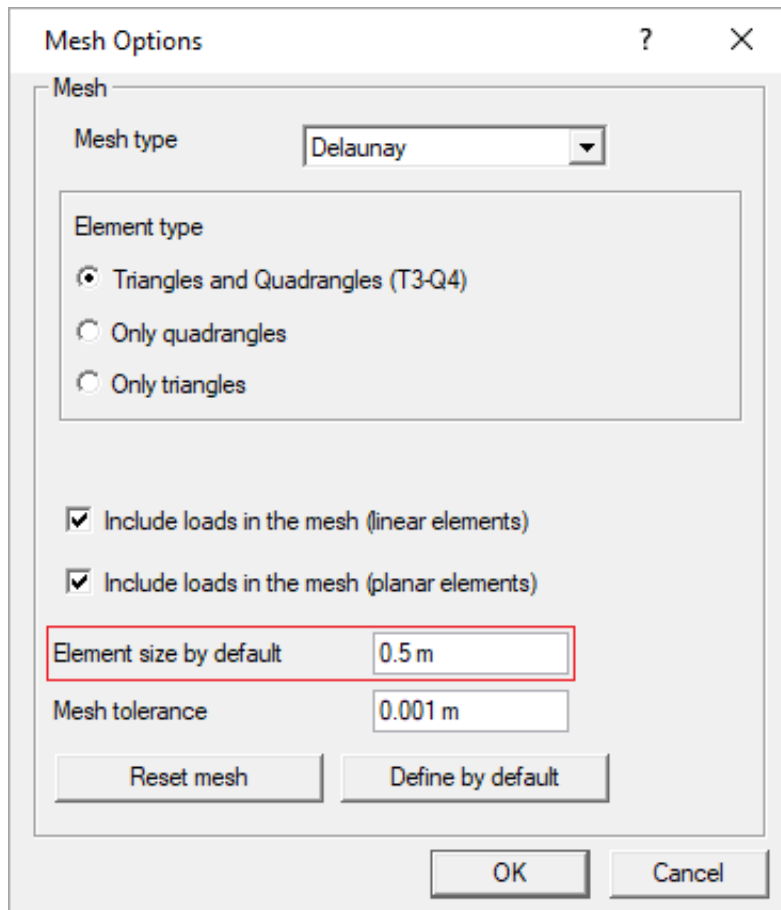 Mesh Options ?
Mesh
Mesh type Delaunay
Element type
Triangles and Quadrangles (T3-Q4)
Only quadrangles
Only triangles
Include loads in the mesh (linear elements)
Include loads in the mesh (planar elements)
Element size by default 0.5 m
Mesh tolerance 0.001 m
Reset mesh Define by default
OK Cancel